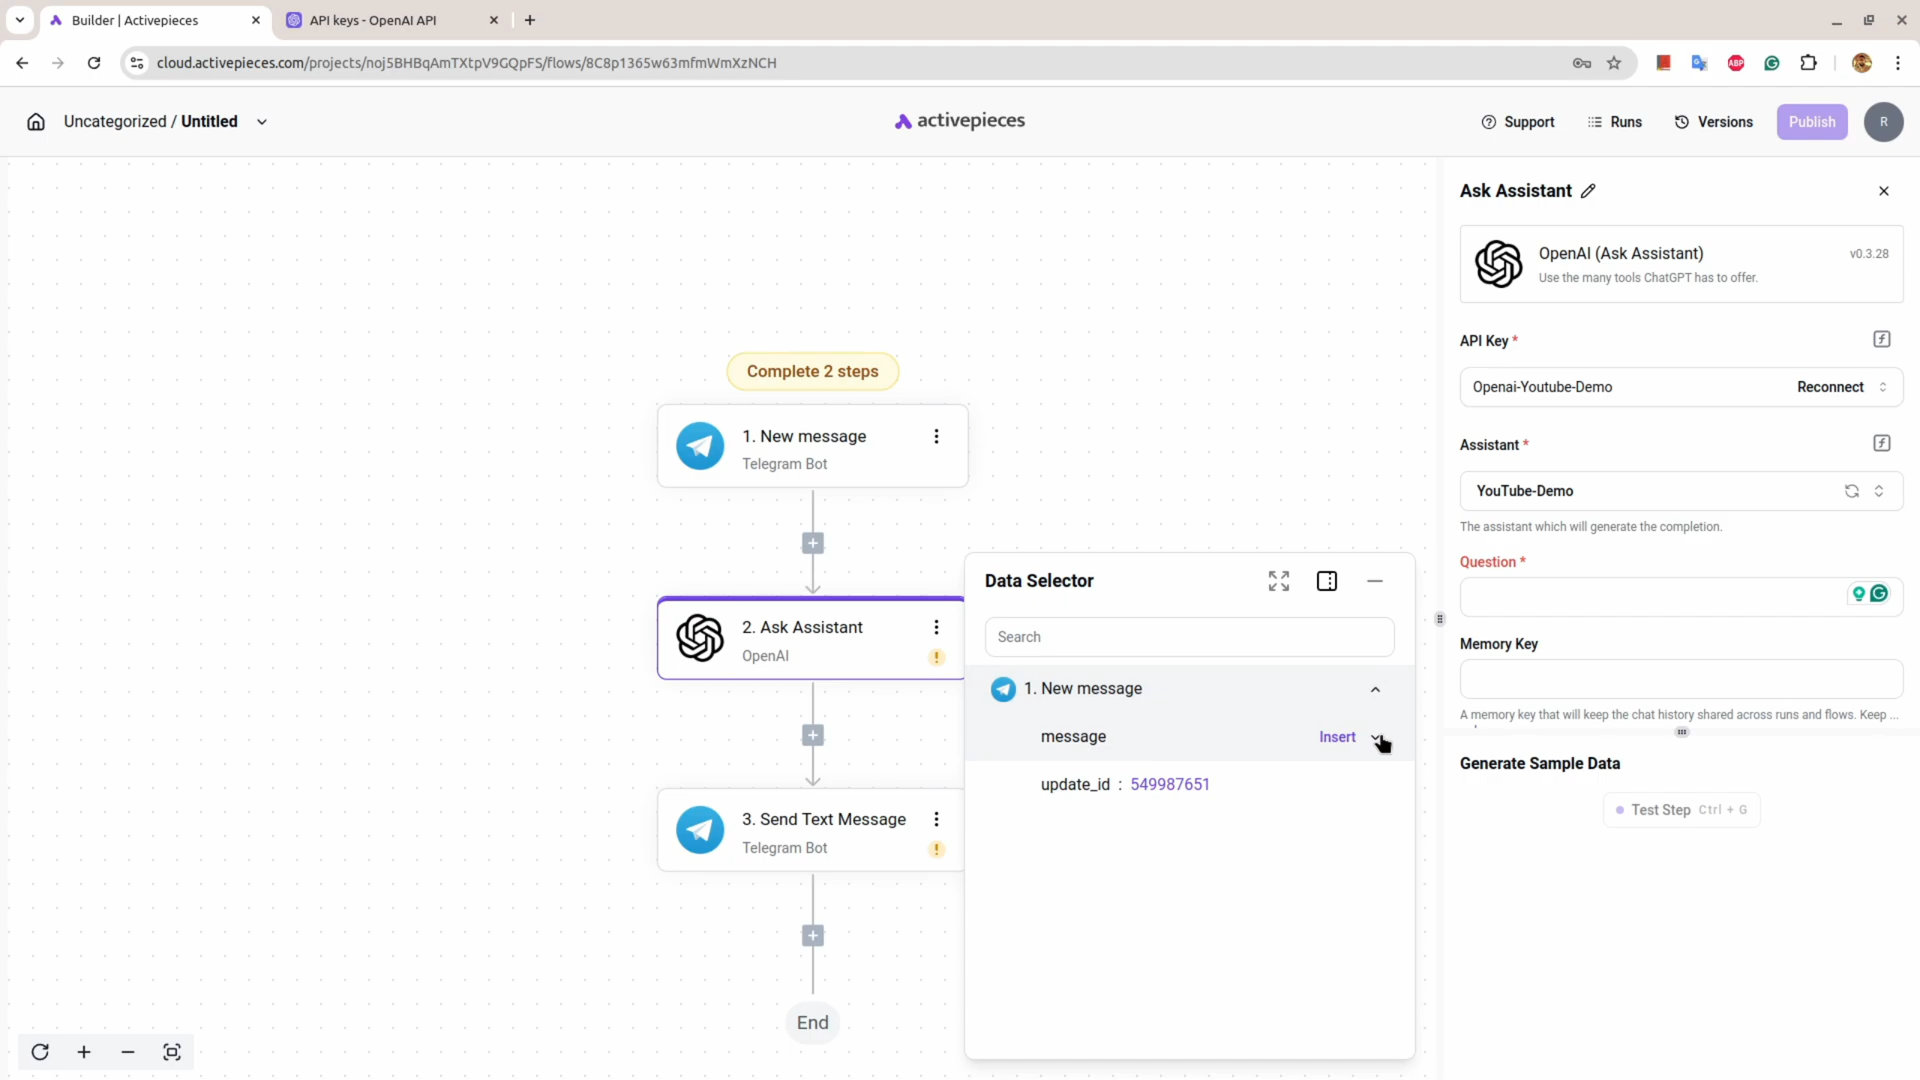 Builder | Activepieces
API keys - OpenAI API
cloud.activepieces.com/projects/noj5BHBqAmTXtpV9GQpFS/flows/8C8p1365w63mfmWmXzNCH
ABP
Uncategorized / Untitled
activepieces
Support
Runs
Versions
Publish
R
Complete 2 steps
1. New message
Telegram Bot
2. Ask Assistant
OpenAI
3. Send Text Message
Telegram Bot
End
Data Selector
Search
1. New message
message
Insert
update_id : 549987651
Ask Assistant
OpenAI (Ask Assistant)
v0.3.28
Use the many tools ChatGPT has to offer.
API Key *
Openai-Youtube-Demo
Reconnect
Assistant *
YouTube-Demo
The assistant which will generate the completion.
Question *
Memory Key
A memory key that will keep the chat history shared across runs and flows. Keep ...
Generate Sample Data
Test Step Ctrl + G